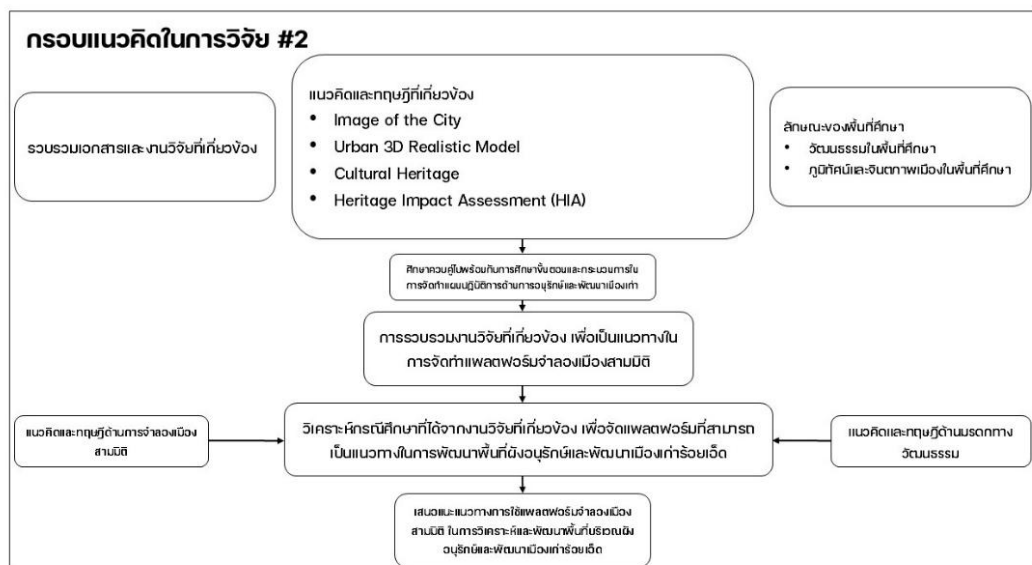 กรอบแนวคิดในการวิจัย #2
รวบรวมเอกสารและงานวิจัยที่เกี่ยวข้อง
แนวคิดและทฤษฎีที่เกี่ยวข้อง
• Image of the City
• Urban 3D Realistic Model
• Cultural Heritage
• Heritage Impact Assessment (HIA)
ลักษณะของพื้นที่ศึกษา
• วัฒนธรรมในพื้นที่ศึกษา
• ภูมิทัศน์และจินตภาพเมืองในพื้นที่ศึกษา
ศึกษาควบคู่ไปพร้อมกับการศึกษาขั้นตอนและกระบวนการใน
การจัดทำแผนปฏิบัติการด้านการอนุรักษ์และพัฒนาเมืองเก่า
การรวบรวมงานวิจัยที่เกี่ยวข้อง เพื่อเป็นแนวทางใน
การจัดทำแพลตฟอร์มจำลองเมืองสามมิติ
แนวคิดและทฤษฎีด้านการจำลองเมือง
สามมิติ
วิเคราะห์กรณีศึกษาที่ได้จากงานวิจัยที่เกี่ยวข้อง เพื่อจัดแพลตฟอร์มที่สามารถ
เป็นแนวทางในการพัฒนาพื้นที่ผังอนุรักษ์และพัฒนาเมืองเก่าร้อยเอ็ด
แนวคิดและทฤษฎีด้านมรดกทาง
วัฒนธรรม
เสนอแนะแนวทางการใช้แพลตฟอร์มจำลองเมือง
สามมิติ ในการวิเคราะห์และพัฒนาพื้นที่บริเวณผัง
อนุรักษ์และพัฒนาเมืองเก่าร้อยเอ็ด